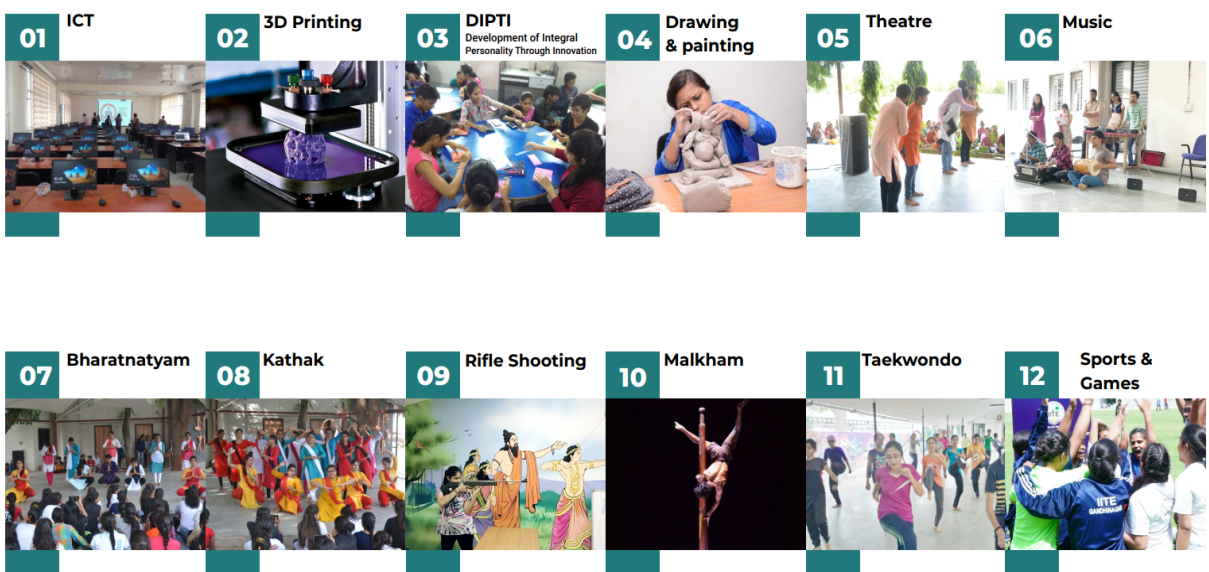 01
ICT
02
3D Printing
03
DIPTI
Development of Integral
Personality Through Innovation
04
Drawing
& painting
05
Theatre
06
Music
07
Bharatnatyam
08
Kathak
09
Rifle Shooting
10
Malkham
11
Taekwondo
12
Sports &
Games
IITE
GANDHINAGAR